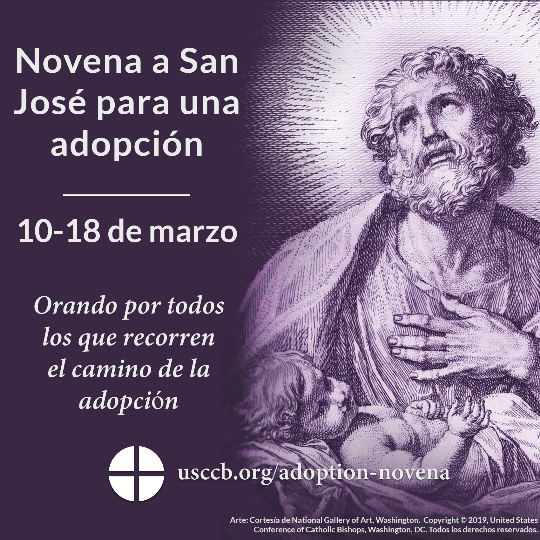 Novena a San
José para una
adopción
10-18 de marzo
Orando por todos
los que recorren
el camino de la
adopción
usccb.org/adoption-novena
Arte: Cortesía de National Gallery of Art, Washington. Copyright © 2019, United States
Conference of Catholic Bishops, Washington, DC. Todos los derechos reservados.